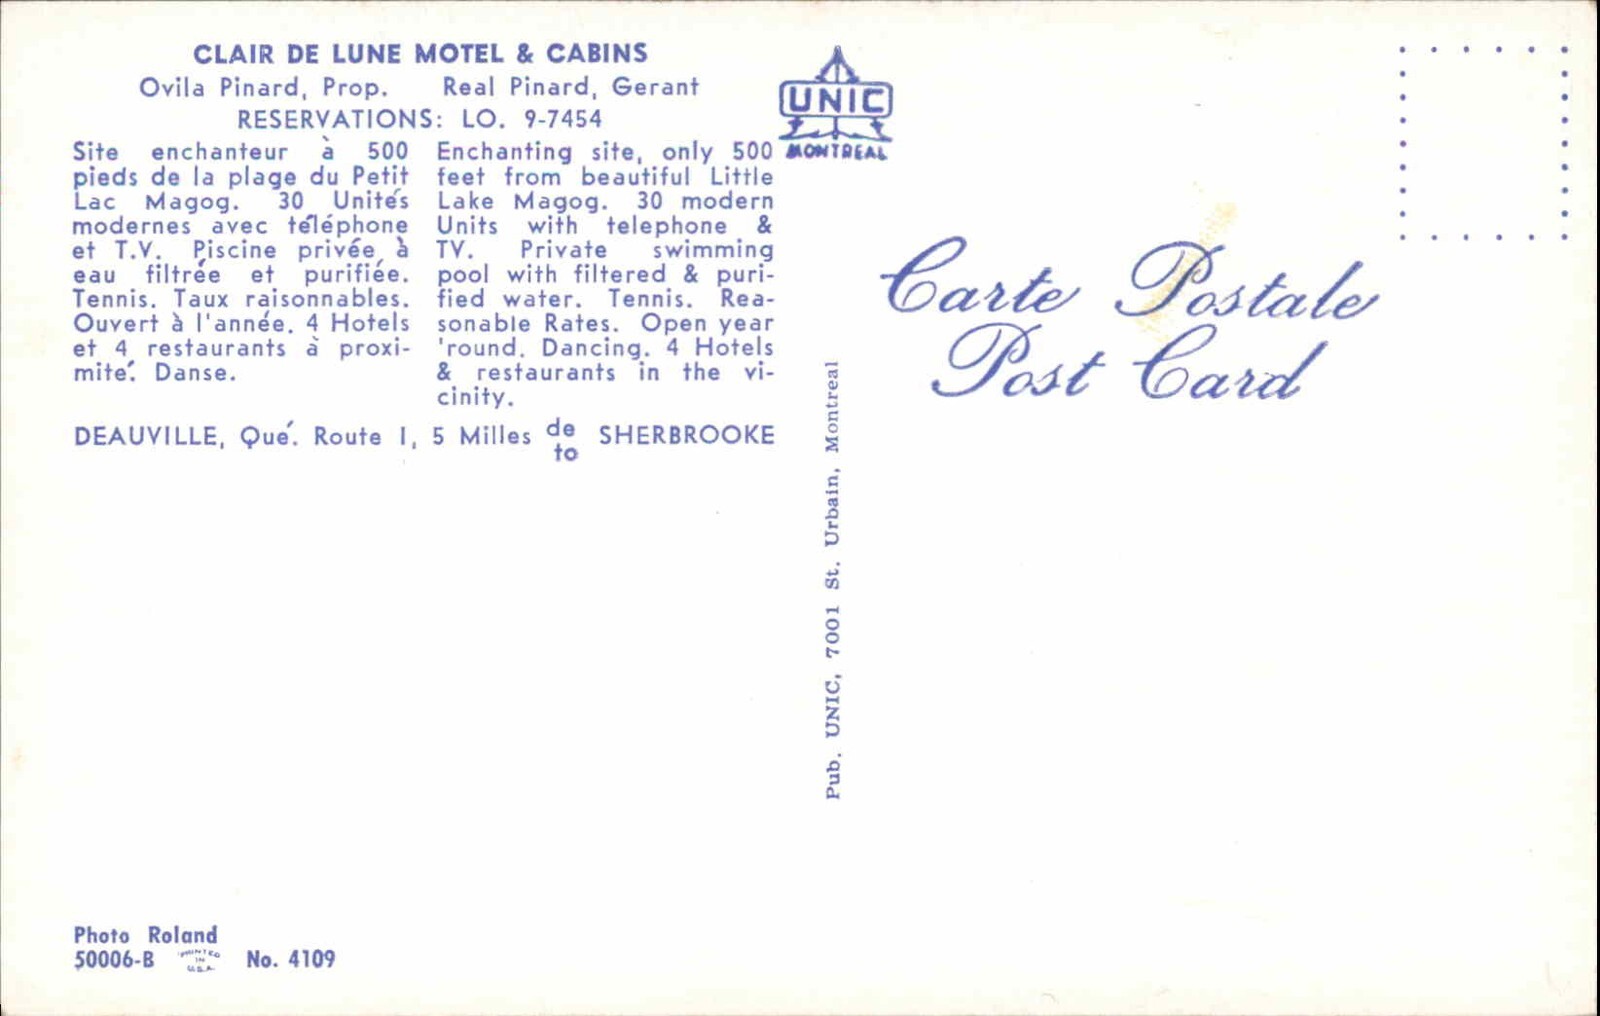 CLAIR DE LUNE MOTEL & CABINS
Ovila Pinard, Prop. Real Pinard, Gerant
RESERVATIONS: LO. 9-7454
Site enchanteur à 500
pieds de la plage du Petit
Lac Magog. 30 Unités
modernes avec téléphone
et T.V. Piscine privée, à
eau filtrée et purifiée.
Tennis. Taux raisonnables.
Ouvert à l'année. 4 Hotels
et 4 restaurants à proxi-
mité. Danse.
Enchanting site, only 500
feet from beautiful Little
Lake Magog. 30 modern
Units with telephone &
TV. Private swimming
pool with filtered & puri-
fied water. Tennis. Rea-
sonable Rates. Open year
'round. Dancing. 4 Hotels
& restaurants in the vi-
cinity.
DEAUVILLE, Qué. Route 1, 5 Milles de SHERBROOKE
to
UNIC
MONTREAL
Carte Postale
Post Card
Pub. UNIC, 7001 St. Urbain, Montreal
Photo Roland
50006-B PRINTED IN U.S.A. No. 4109